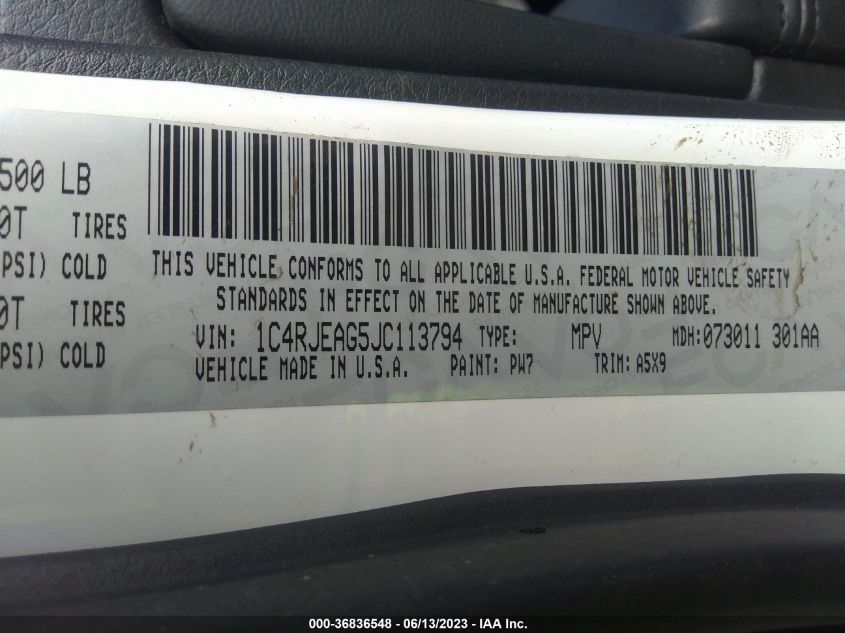 500 LB
0T TIRES
PSI) COLD
0T TIRES
PSI) COLD
THIS VEHICLE CONFORMS TO ALL APPLICABLE U.S.A. FEDERAL MOTOR VEHICLE SAFETY
STANDARDS IN EFFECT ON THE DATE OF MANUFACTURE SHOWN ABOVE.
VIN: 1C4RJEAG5JC113794 TYPE: MPV MDH:073011 301AA
VEHICLE MADE IN U.S.A. PAINT: PW7 TRIM: A5X9
000-36836548 - 06/13/2023 - IAA Inc.